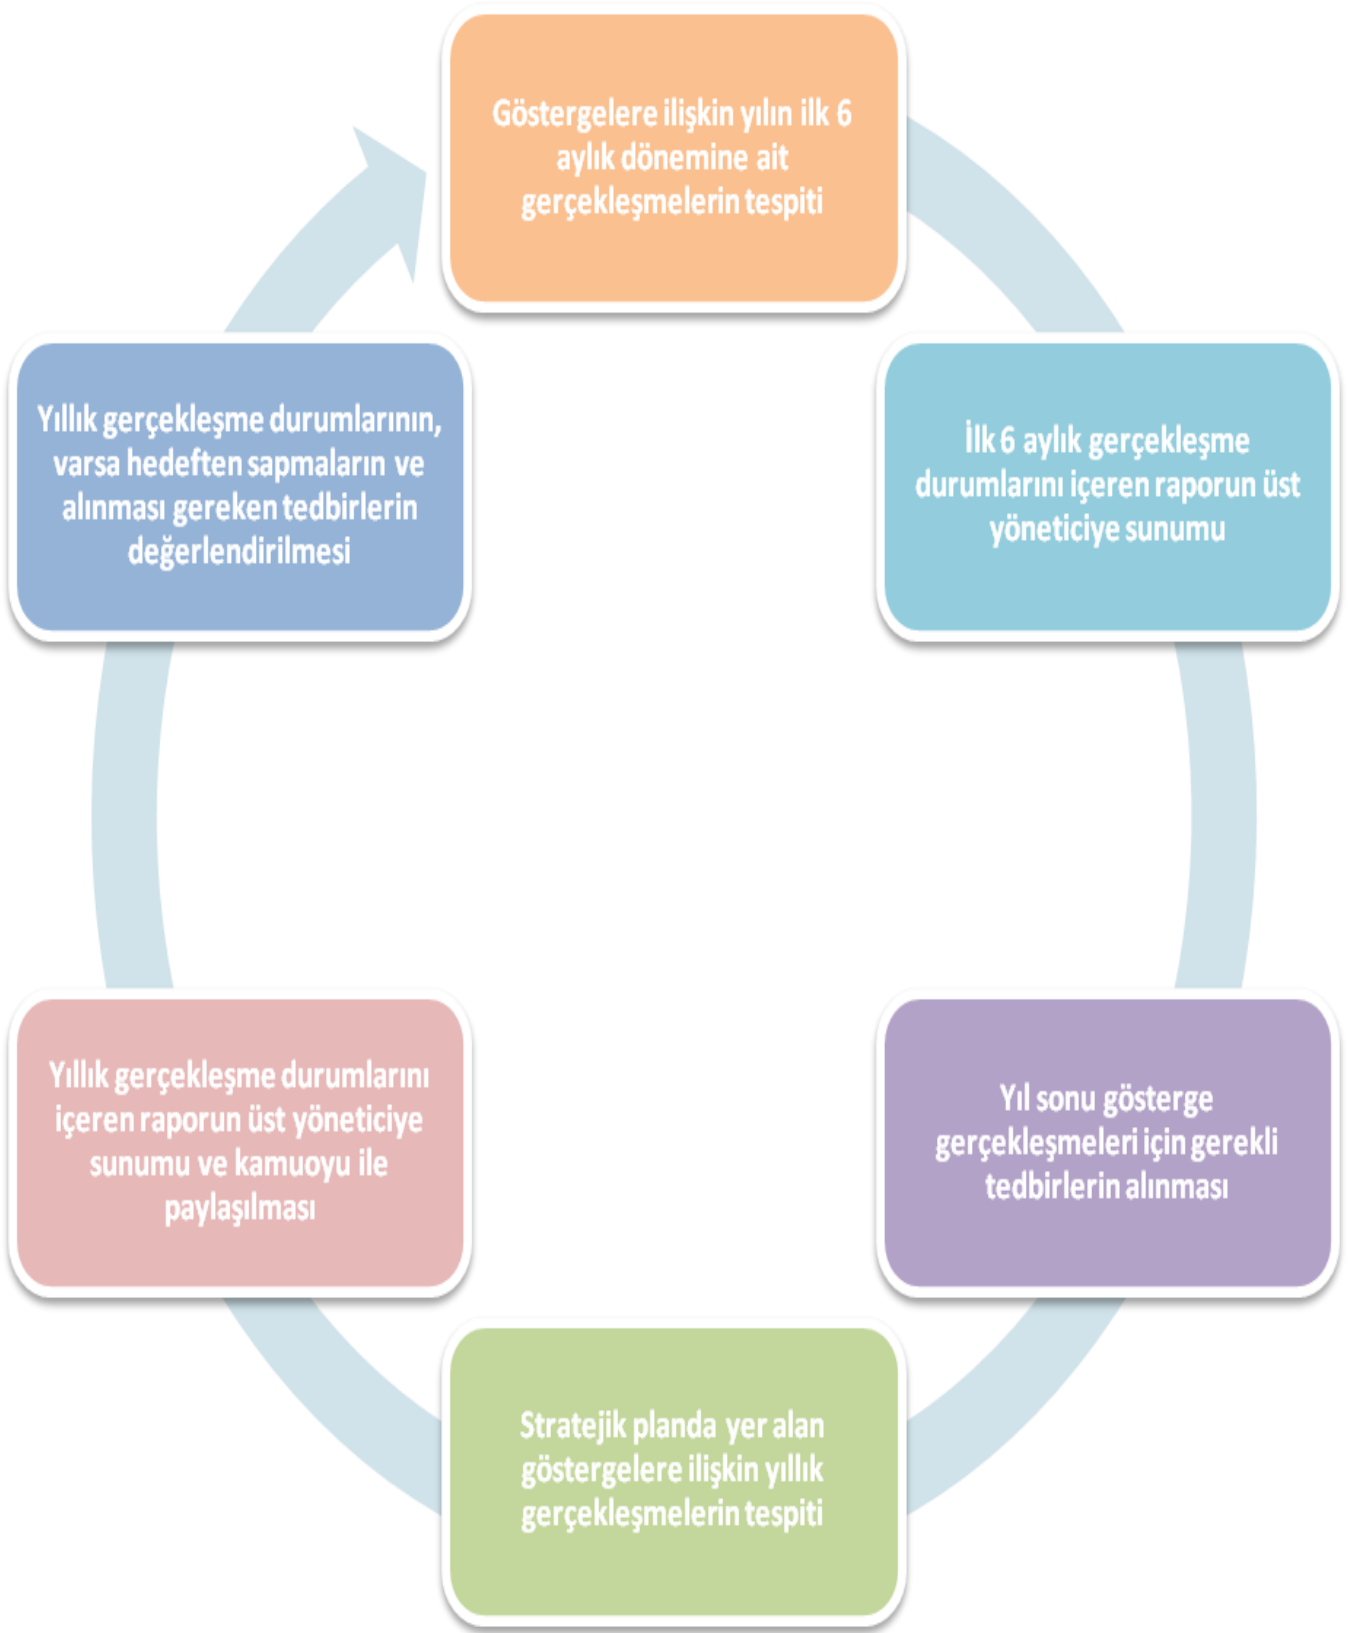 Göstergelere ilişkin yılın ilk 6
aylık dönemine ait
gerçekleşmelerin tespiti
İlk 6 aylık gerçekleşme
durumlarını içeren raporun üst
yöneticiye sunumu
Yıl sonu gösterge
gerçekleşmeleri için gerekli
tedbirlerin alınması
Stratejik planda yer alan
göstergelere ilişkin yıllık
gerçekleşmelerin tespiti
Yıllık gerçekleşme durumlarını
içeren raporun üst yöneticiye
sunumu ve kamuoyu ile
paylaşılması
Yıllık gerçekleşme durumlarının,
varsa hedeften sapmaların ve
alınması gereken tedbirlerin
değerlendirilmesi